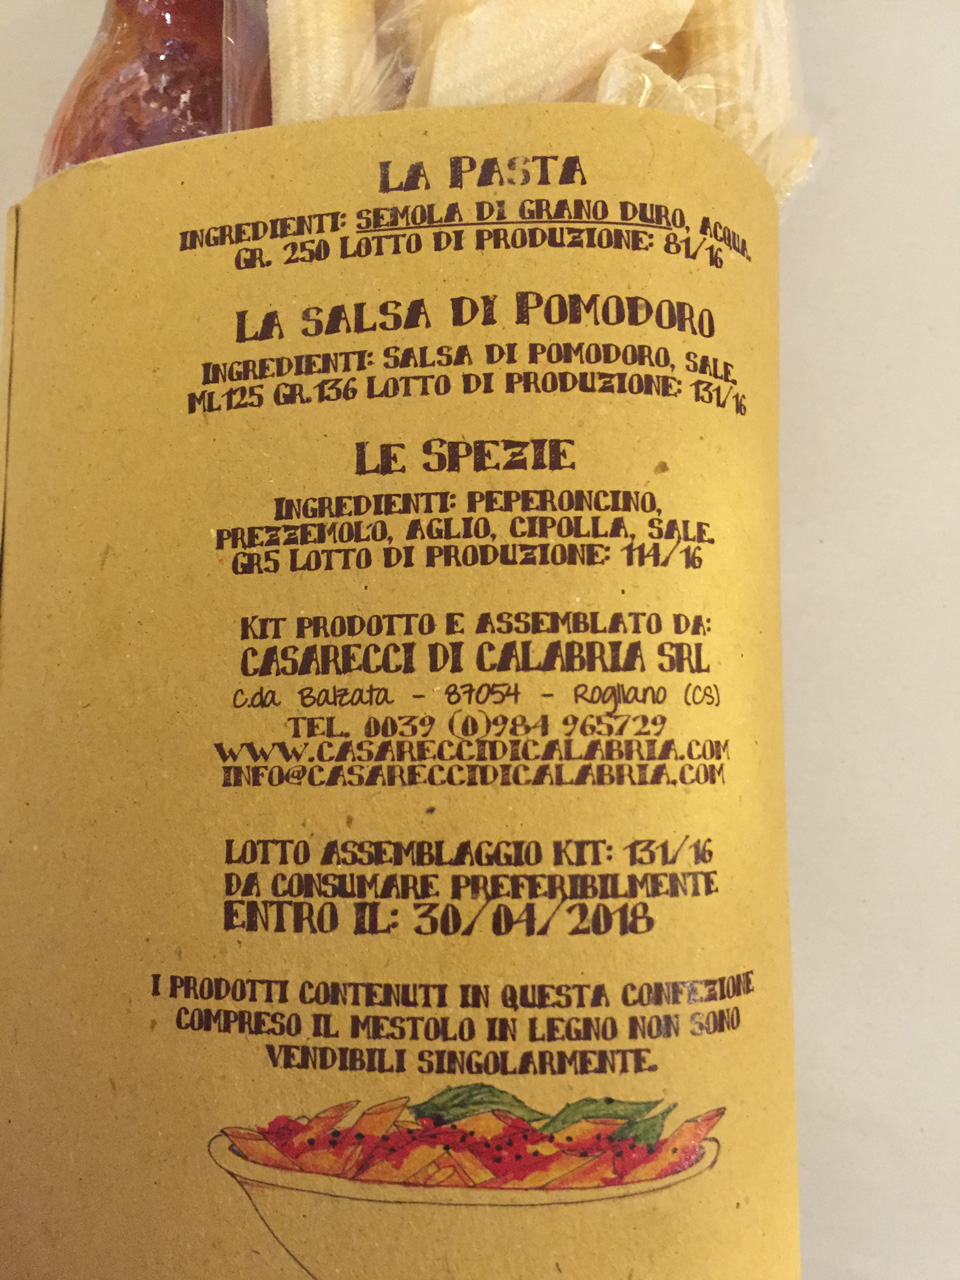 LA PASTA
INGREDIENTI: SEMOLA DI GRANO DURO, ACQUA.
GR. 250 LOTTO DI PRODUZIONE: 81/16
LA SALSA DI POMODORO
INGREDIENTI: SALSA DI POMODORO, SALE.
ML125 GR.136 LOTTO DI PRODUZIONE: 131/16
LE SPEZIE
INGREDIENTI: PEPERONCINO,
PREZZEMOLO, AGLIO, CIPOLLA, SALE.
GR5 LOTTO DI PRODUZIONE: 114/16
KIT PRODOTTO E ASSEMBLATO DA:
CASARECCI DI CALABRIA SRL
C.da Balzata - 87054 - Rogliano (CS)
TEL. 0039 (0)984 965729
WWW.CASARECCIDICALABRIA.COM
INFO@CASARECCIDICALABRIA.COM
LOTTO ASSEMBLAGGIO KIT: 131/16
DA CONSUMARE PREFERIBILMENTE
ENTRO IL: 30/04/2018
I PRODOTTI CONTENUTI IN QUESTA CONFEZIONE
COMPRESO IL MESTOLO IN LEGNO NON SONO
VENDIBILI SINGOLARMENTE.